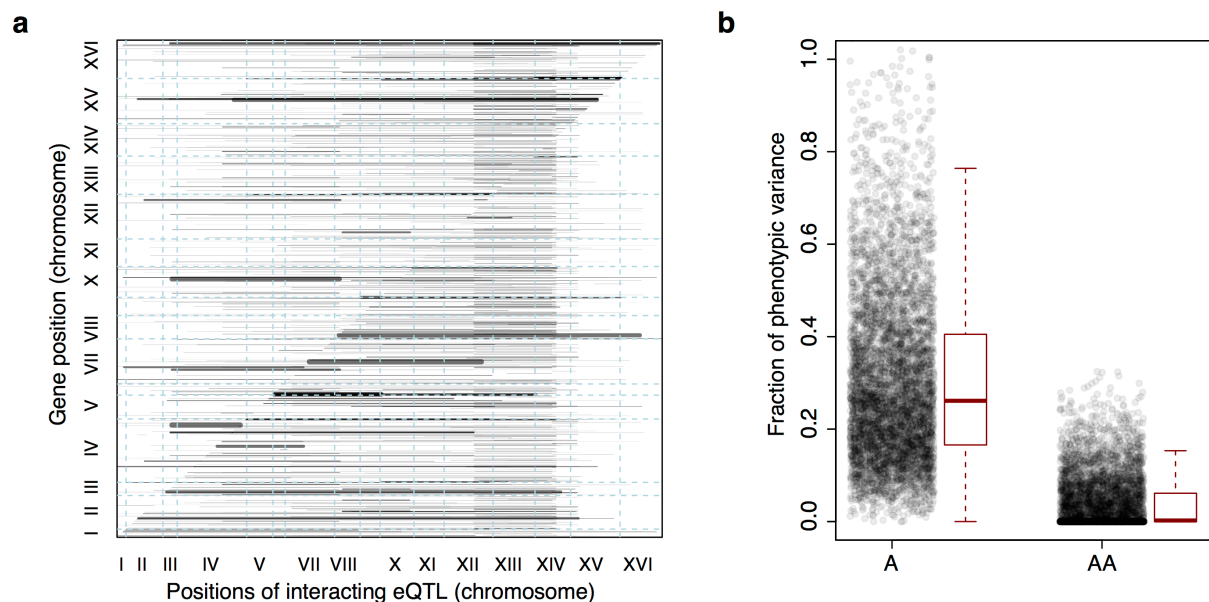 a
b
Gene position (chromosome)
XVI
XV
XIV
XIII
XII
XI
X
VIII
VII
V
IV
III
II
I
I II III IV V VII VIII X XI XII XIII XIV XV XVI
Positions of interacting eQTL (chromosome)
Fraction of phenotypic variance
1.0
0.8
0.6
0.4
0.2
0.0
A AA